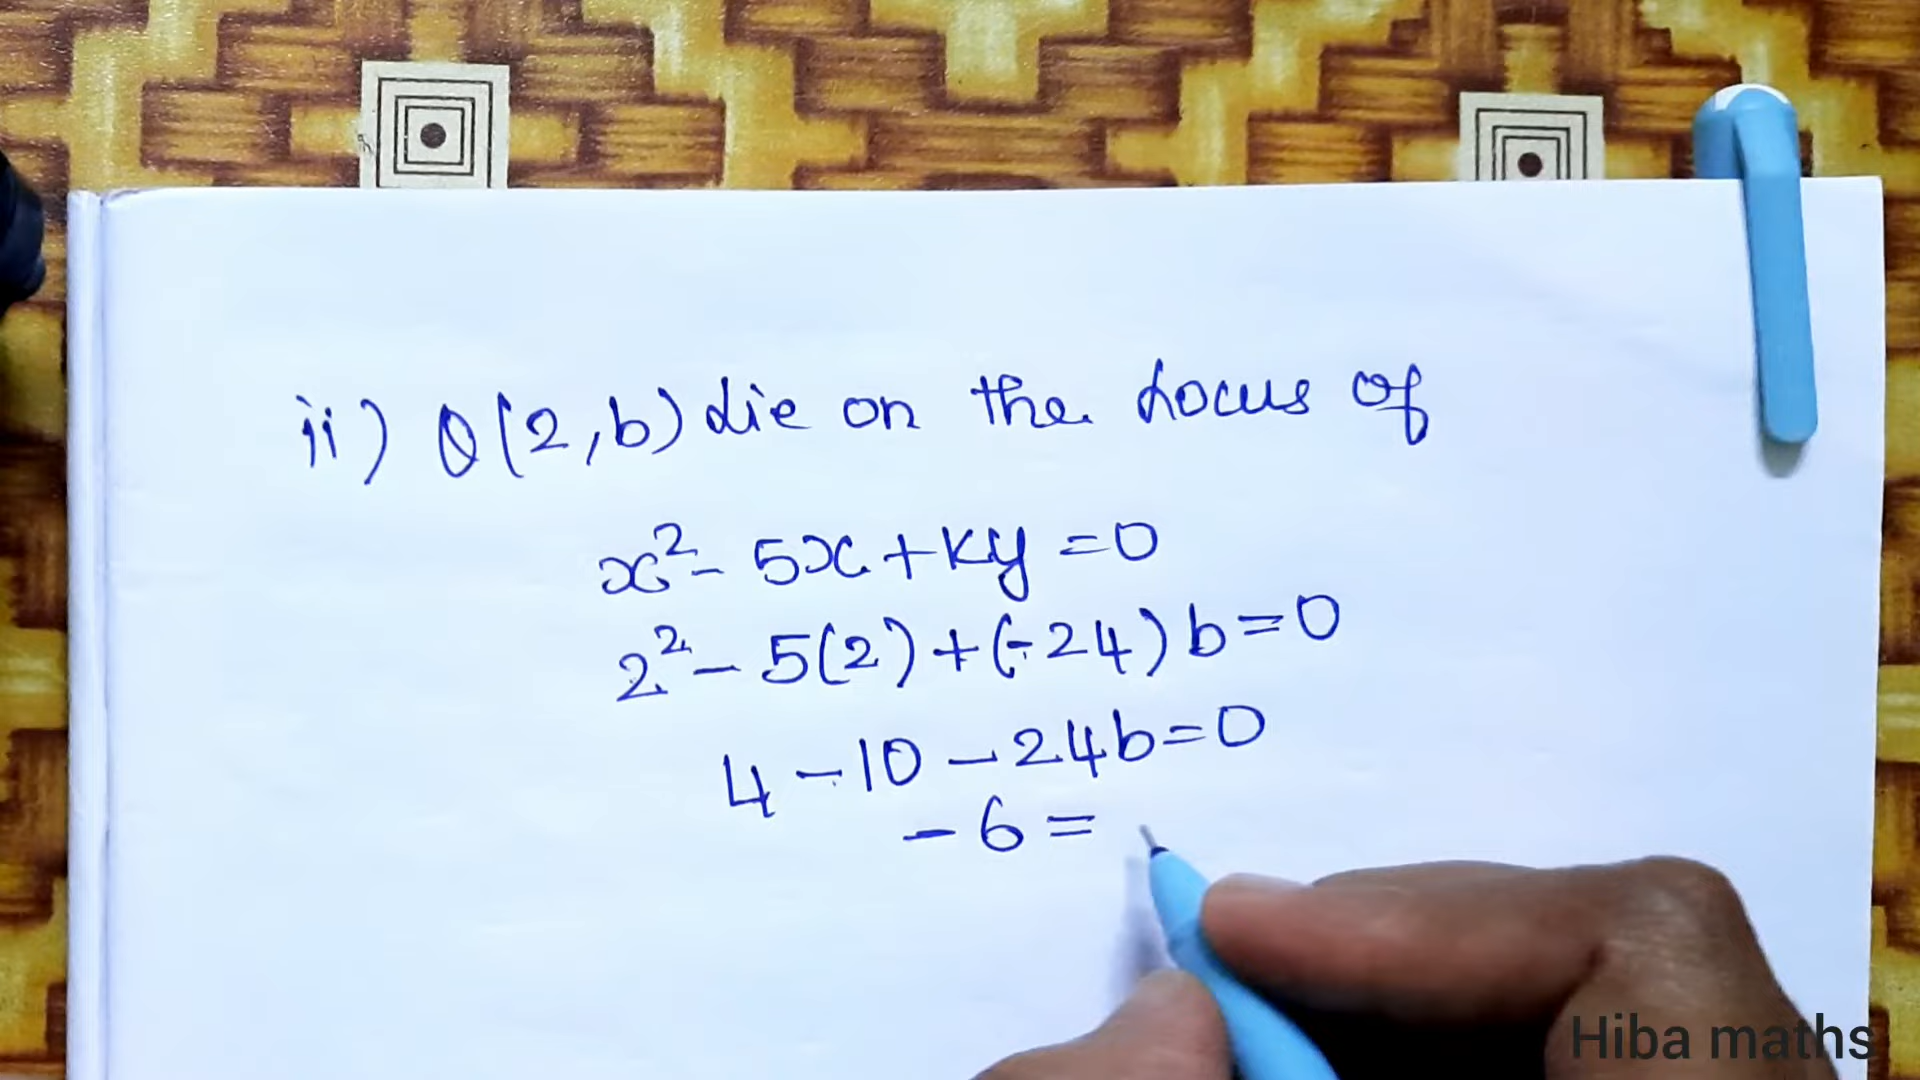 ii) Q(2,b) Lie on the Locus of
x² - 5x + ky = 0
2² - 5(2) + (-24) b = 0
4 - 10 - 24b = 0
- 6 =
Hiba maths